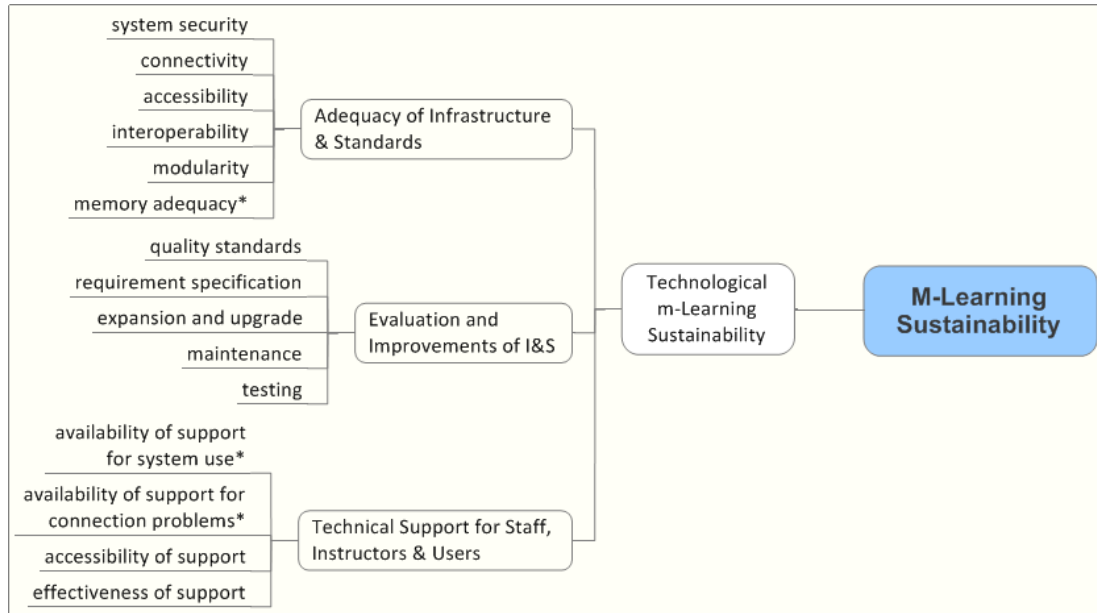 system security
connectivity
accessibility
interoperability
modularity
memory adequacy*
Adequacy of Infrastructure
& Standards
quality standards
requirement specification
expansion and upgrade
maintenance
testing
Evaluation and
Improvements of I&S
availability of support
for system use*
availability of support for
connection problems*
accessibility of support
effectiveness of support
Technical Support for Staff,
Instructors & Users
Technological
m-Learning
Sustainability
M-Learning
Sustainability